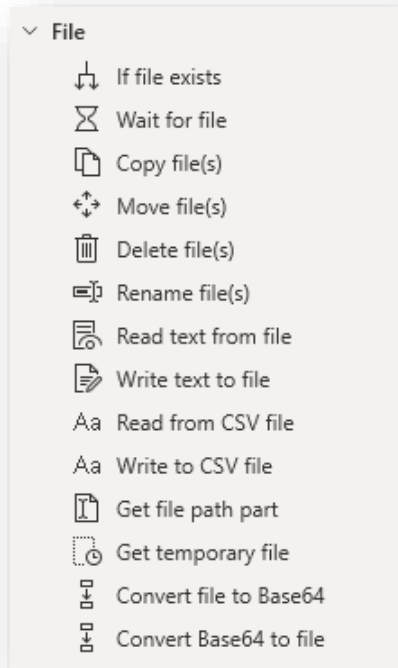 File
If file exists
Wait for file
Copy file(s)
Move file(s)
Delete file(s)
Rename file(s)
Read text from file
Write text to file
Aa Read from CSV file
Aa Write to CSV file
Get file path part
Get temporary file
Convert file to Base64
Convert Base64 to file